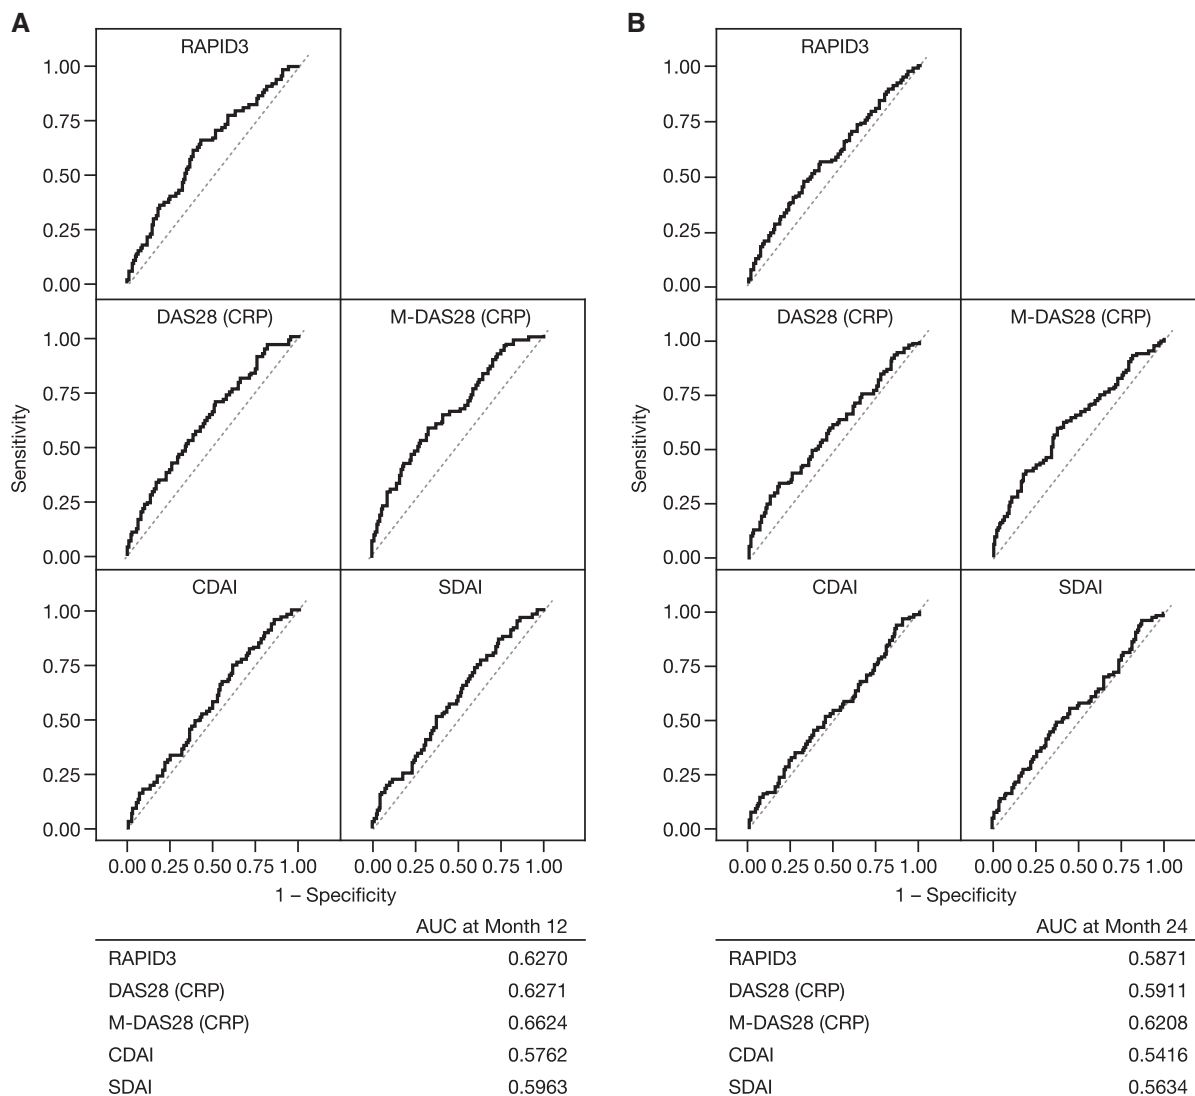 A
RAPID3
1.00
0.75
0.50
0.25
0.00
DAS28 (CRP)
M-DAS28 (CRP)
1.00
0.75
0.50
0.25
0.00
Sensitivity
CDAI
SDAI
1.00
0.75
0.50
0.25
0.00
0.00 0.25 0.50 0.75 1.00
0.00 0.25 0.50 0.75 1.00
1 – Specificity
AUC at Month 12
RAPID3 0.6270
DAS28 (CRP) 0.6271
M-DAS28 (CRP) 0.6624
CDAI 0.5762
SDAI 0.5963
B
RAPID3
1.00
0.75
0.50
0.25
0.00
DAS28 (CRP)
M-DAS28 (CRP)
1.00
0.75
0.50
0.25
0.00
Sensitivity
CDAI
SDAI
1.00
0.75
0.50
0.25
0.00
0.00 0.25 0.50 0.75 1.00
0.00 0.25 0.50 0.75 1.00
1 – Specificity
AUC at Month 24
RAPID3 0.5871
DAS28 (CRP) 0.5911
M-DAS28 (CRP) 0.6208
CDAI 0.5416
SDAI 0.5634